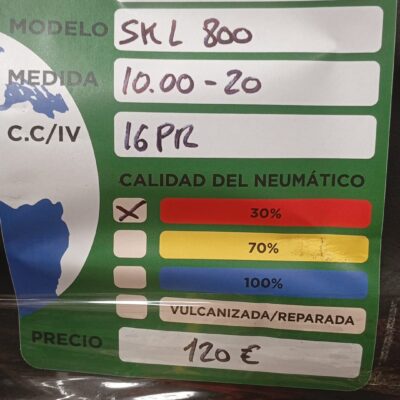 MODELO SKL 800
MEDIDA 10.00-20
C.C/IV 16PR
CALIDAD DEL NEUMÁTICO
X 30%
70%
100%
VULCANIZADA/REPARADA
PRECIO 120 €